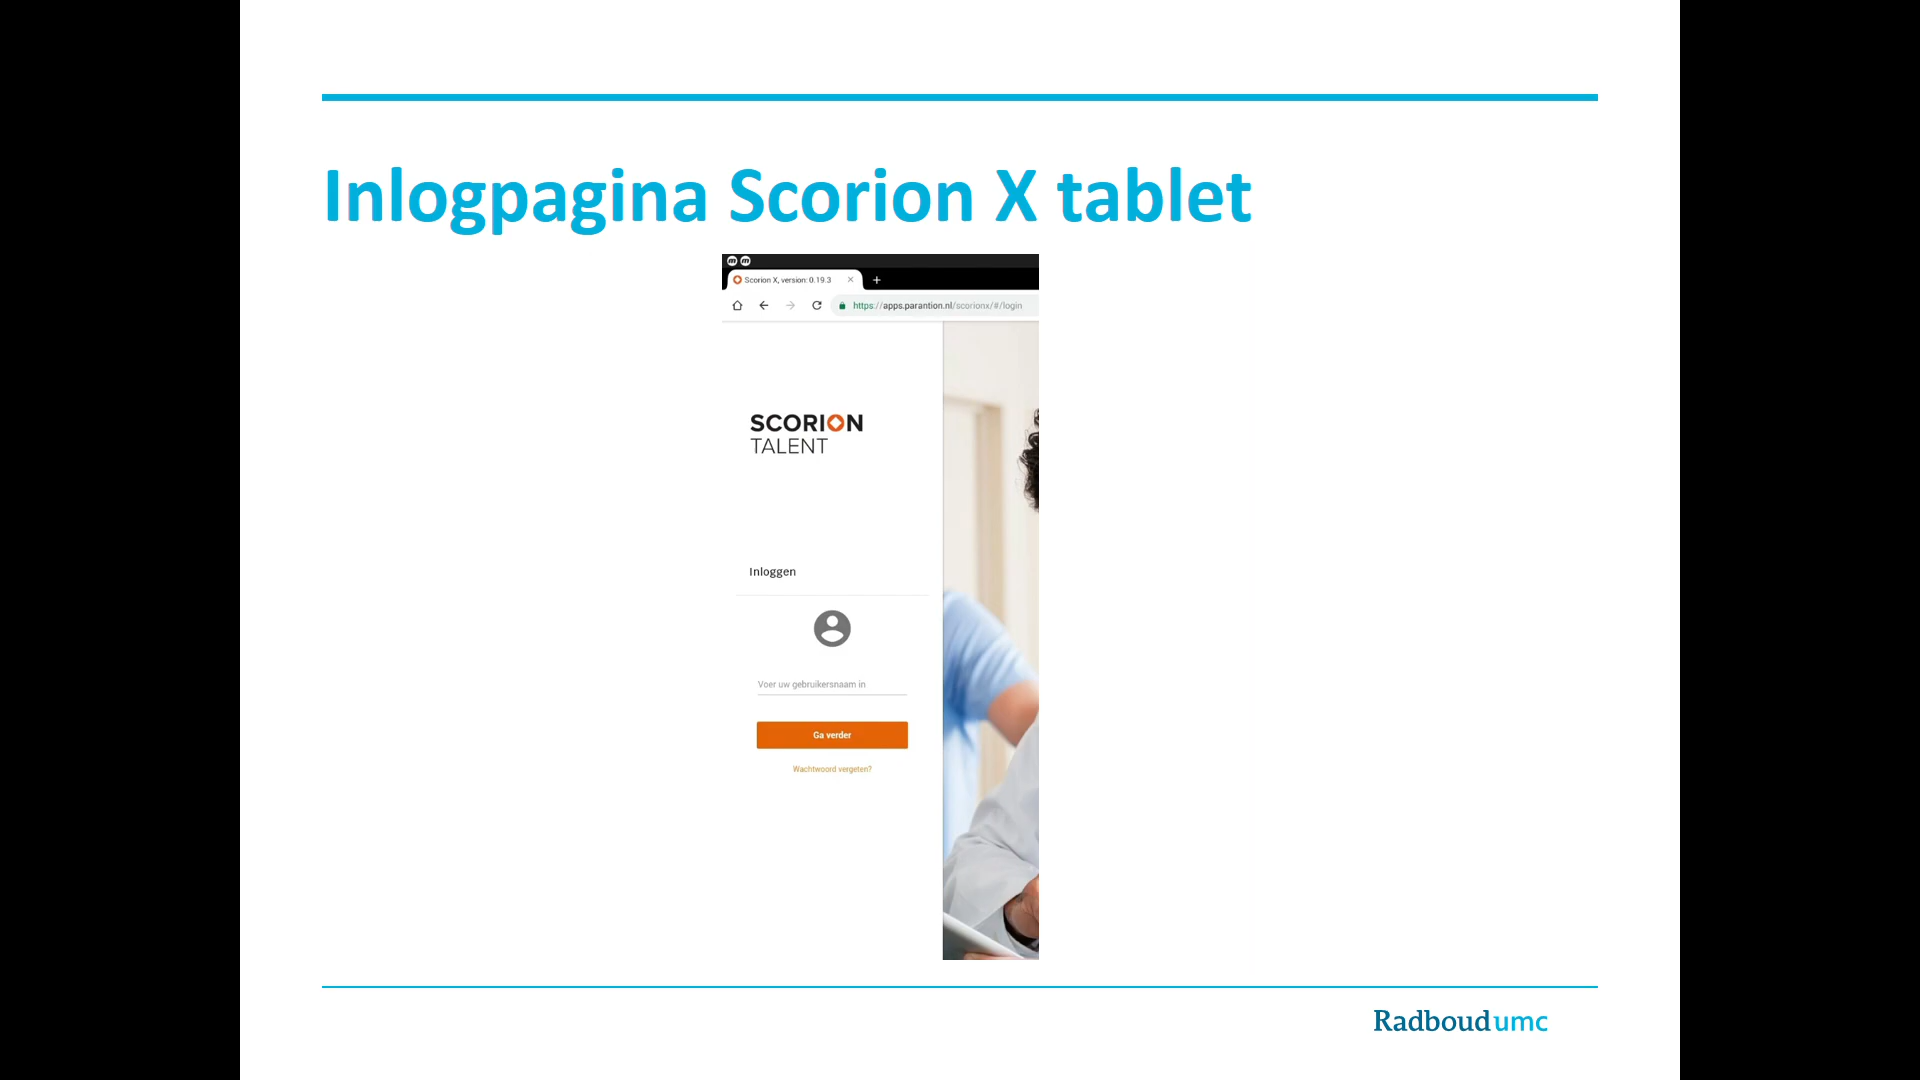 Inlogpagina Scorion X tablet
Scorion X, version: 0.19.3
https://apps.parantion.nl/scorionx/#/login
SCORION
TALENT
Inloggen
Voer uw gebruikersnaam in
Ga verder
Wachtwoord vergeten?
Radboudumc